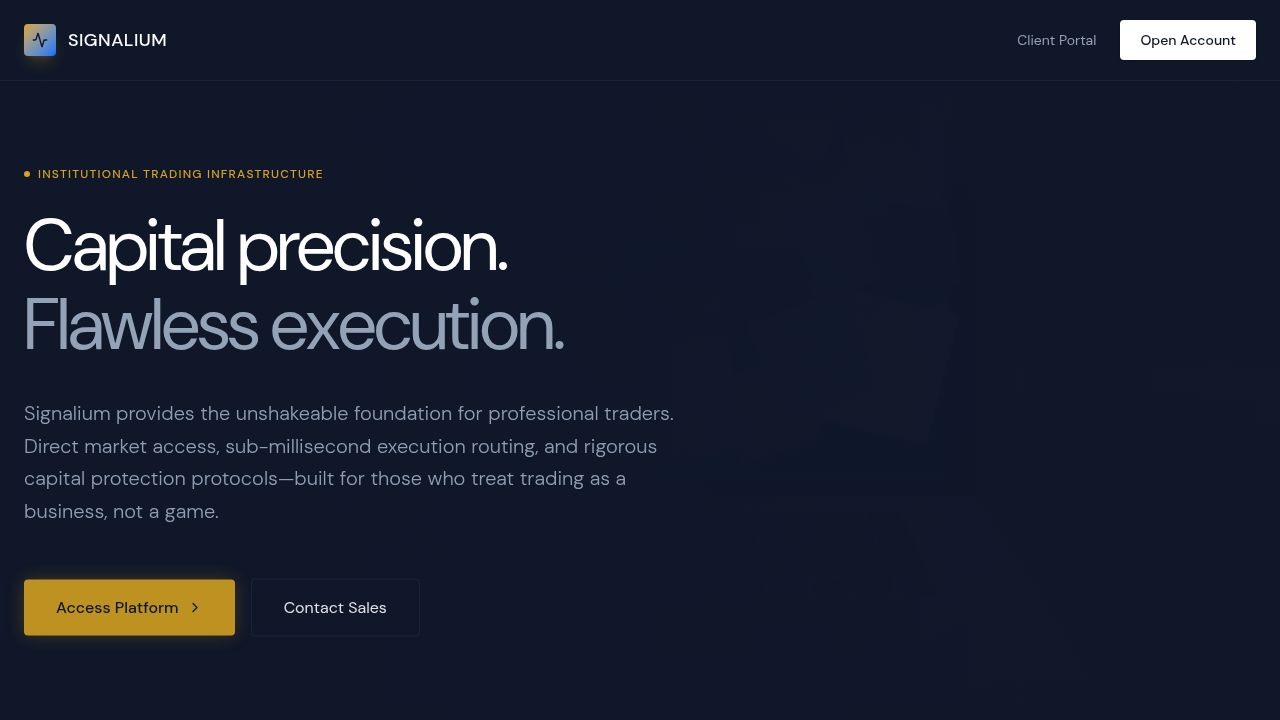 SIGNALIUM
Client Portal
Open Account
INSTITUTIONAL TRADING INFRASTRUCTURE
Capital precision.
Flawless execution.
Signalium provides the unshakeable foundation for professional traders.
Direct market access, sub-millisecond execution routing, and rigorous
capital protection protocols—built for those who treat trading as a
business, not a game.
Access Platform
Contact Sales